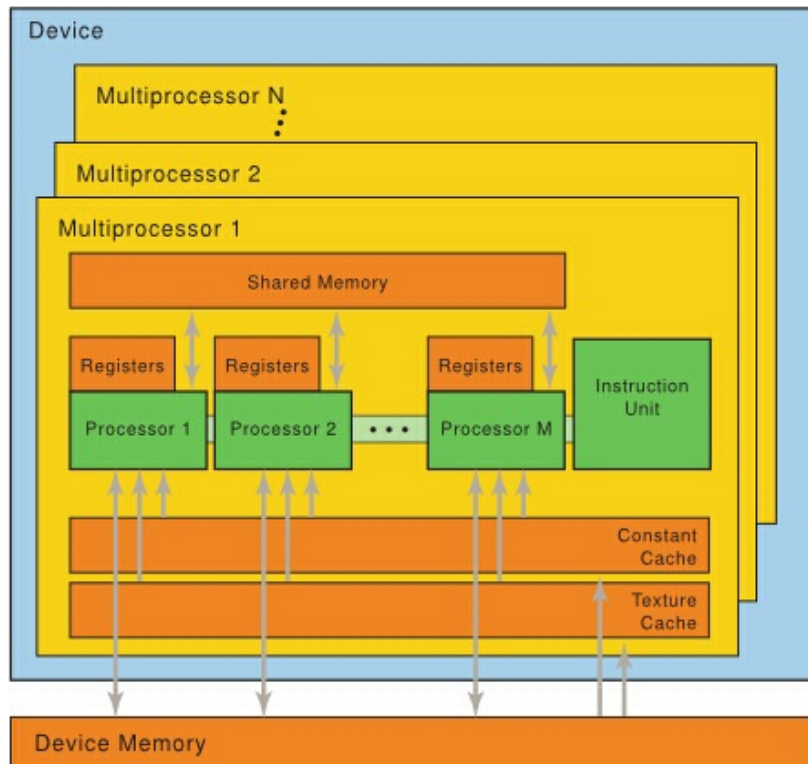 Device
Multiprocessor N
Multiprocessor 2
Multiprocessor 1
Shared Memory
Registers
Registers
Registers
Instruction
Unit
Processor 1
Processor 2
• • •
Processor M
Constant
Cache
Texture
Cache
Device Memory